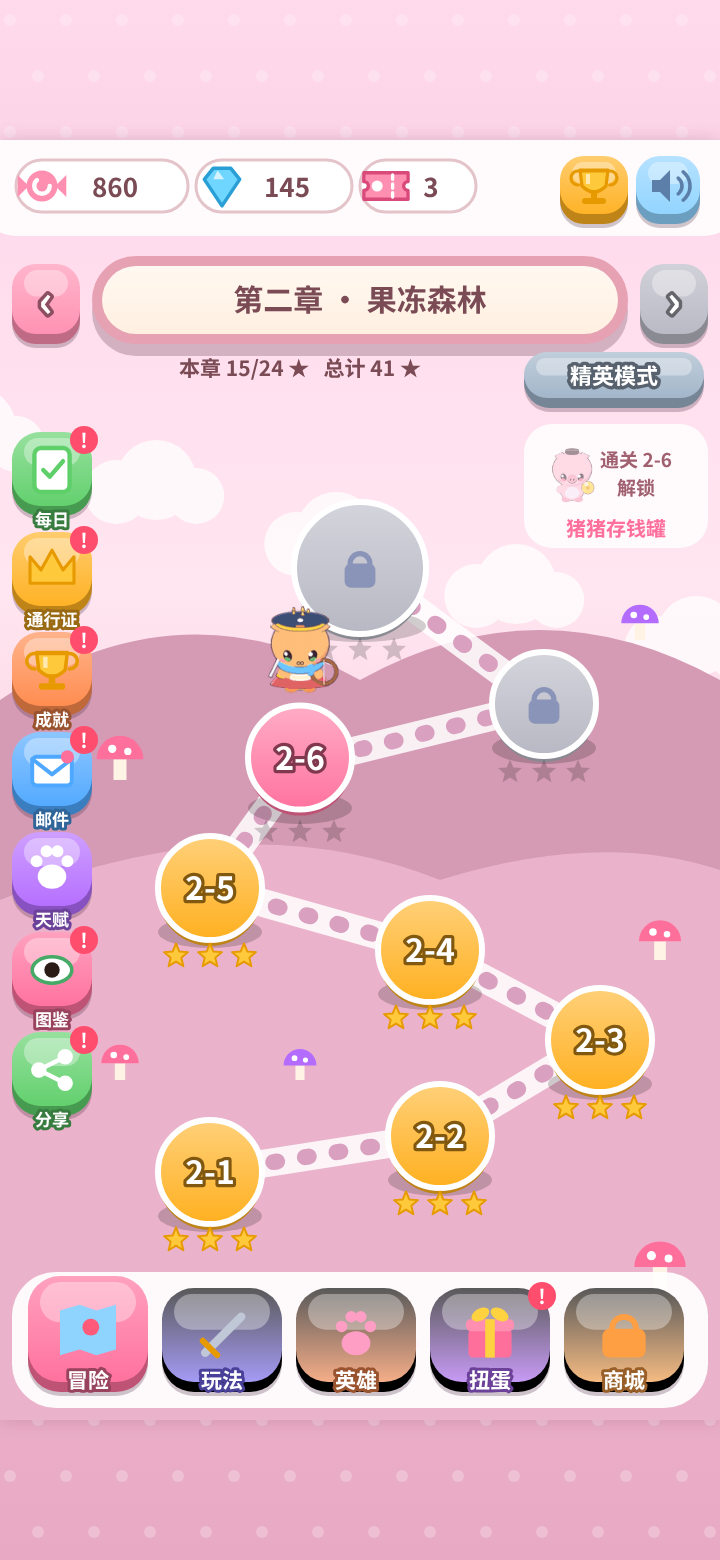 860
145
3
第二章 · 果冻森林
本章 15/24 ★ 总计 41 ★
精英模式
通关 2-6
解锁
猪猪存钱罐
每日
通行证
成就
邮件
天赋
图鉴
分享
2-6
2-5
2-4
2-3
2-2
2-1
冒险
玩法
英雄
扭蛋
商城